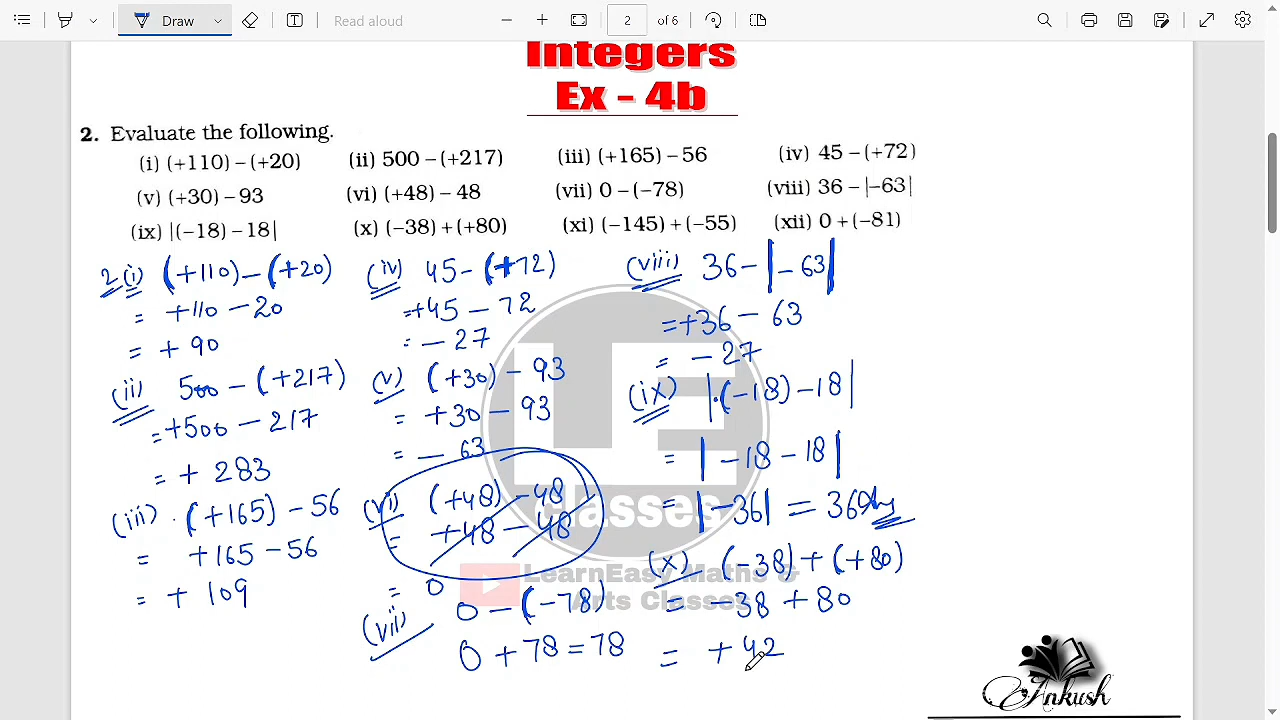 Draw
Read aloud
2 of 6
Integers
Ex - 4b
2. Evaluate the following.
(i) (+110) – (+20) (ii) 500 – (+217) (iii) (+165) – 56 (iv) 45 – (+72)
(v) (+30) – 93 (vi) (+48) – 48 (vii) 0 – (–78) (viii) 36 – |–63|
(ix) |(–18) – 18| (x) (–38) + (+80) (xi) (–145) + (–55) (xii) 0 + (–81)
2.(i) (+110) – (+20)
= +110 – 20
= + 90
(ii) 500 – (+217)
= +500 – 217
= + 283
(iii) (+165) – 56
= +165 – 56
= + 109
(iv) 45 – (+72)
= +45 – 72
= – 27
(v) (+30) – 93
= +30 – 93
= – 63
(vi) (+48) – 48
= +48 – 48
= 0
(vii) 0 – (–78)
0 + 78 = 78
(viii) 36 – |–63|
= +36 – 63
= – 27
(ix) |(–18) – 18|
= |–18 – 18|
= |–36| = 36 Ans
(x) (–38) + (+80)
= –38 + 80
= + 42
LE
Classes
LearnEasy Maths &
Arts Classes
Ankush